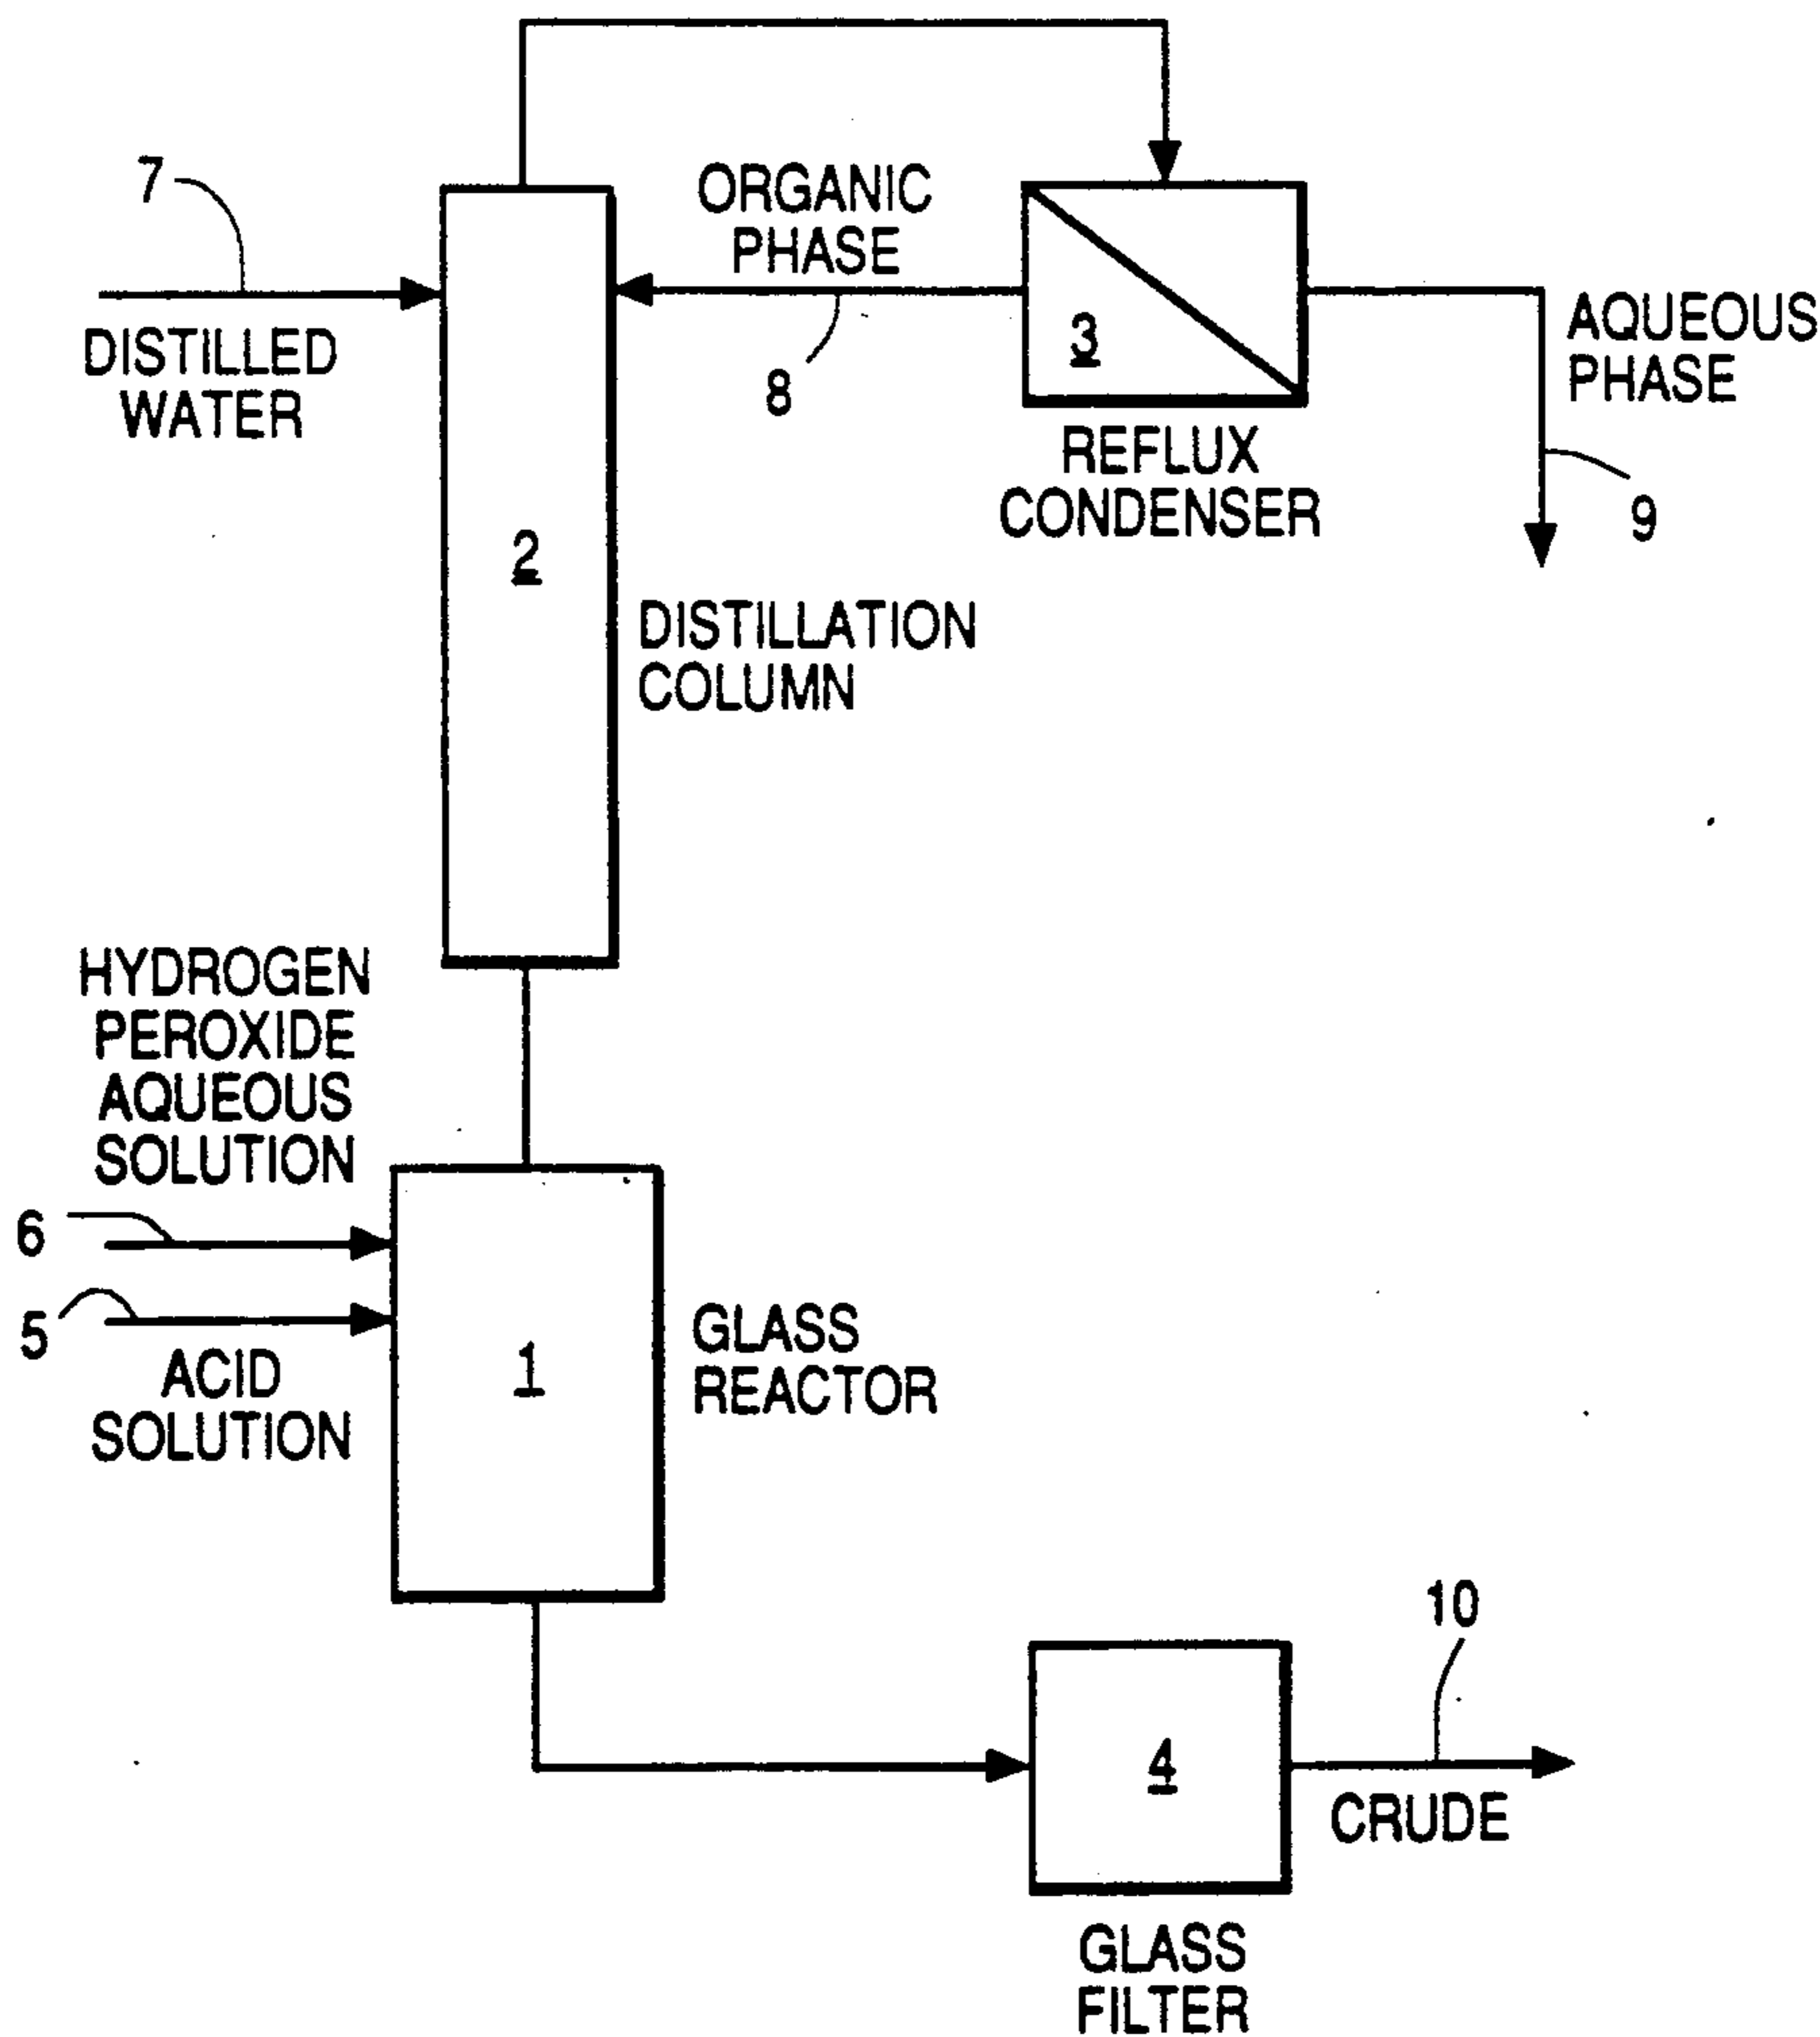 7
DISTILLED
WATER
ORGANIC
PHASE
8
3
REFLUX
CONDENSER
AQUEOUS
PHASE
9
2
DISTILLATION
COLUMN
HYDROGEN
PEROXIDE
AQUEOUS
SOLUTION
6
5
ACID
SOLUTION
1
GLASS
REACTOR
4
GLASS
FILTER
10
CRUDE